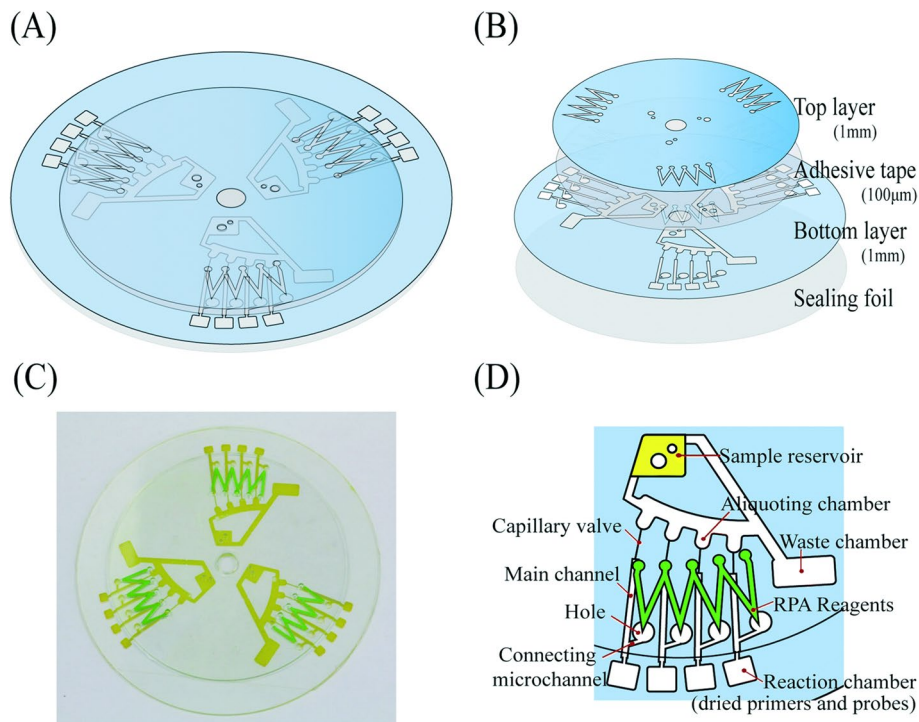 (A)
(B)
Top layer
(1mm)
Adhesive tape
(100μm)
Bottom layer
(1mm)
Sealing foil
(C)
(D)
Sample reservoir
Aliquoting chamber
Capillary valve
Waste chamber
Main channel
RPA Reagents
Hole
Connecting
microchannel
Reaction chamber
(dried primers and probes)